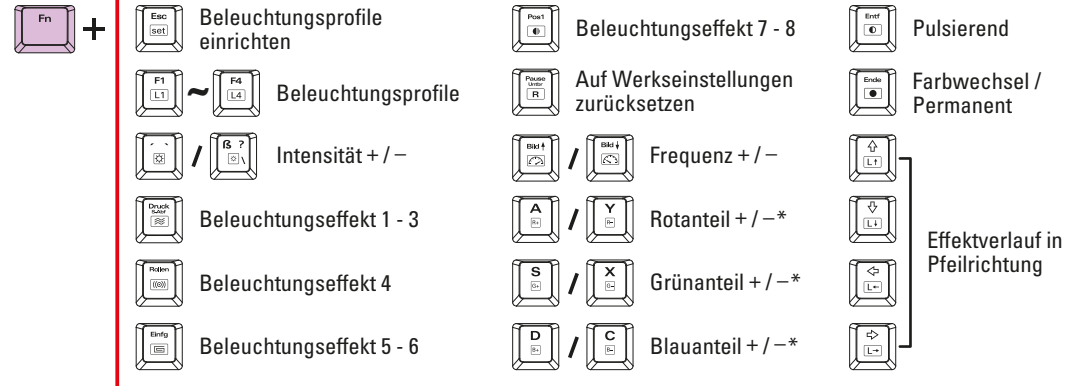 Fn
+
Esc
set
Beleuchtungsprofile
einrichten
F1
L1
~
F4
L4
Beleuchtungsprofile
/
ß ?
\
Intensität + / –
Druck
S-Abf
Beleuchtungseffekt 1 - 3
Rollen
Beleuchtungseffekt 4
Einfg
Beleuchtungseffekt 5 - 6
Pos1
Beleuchtungseffekt 7 - 8
Pause
Untbr
R
Auf Werkseinstellungen
zurücksetzen
Bild ↑
/
Bild ↓
Frequenz + / –
A
R+
/
Y
R–
Rotanteil + / –*
S
G+
/
X
G–
Grünanteil + / –*
D
B+
/
C
B–
Blauanteil + / –*
Entf
Pulsierend
Ende
Farbwechsel /
Permanent
L↑
L↓
L←
L→
Effektverlauf in
Pfeilrichtung